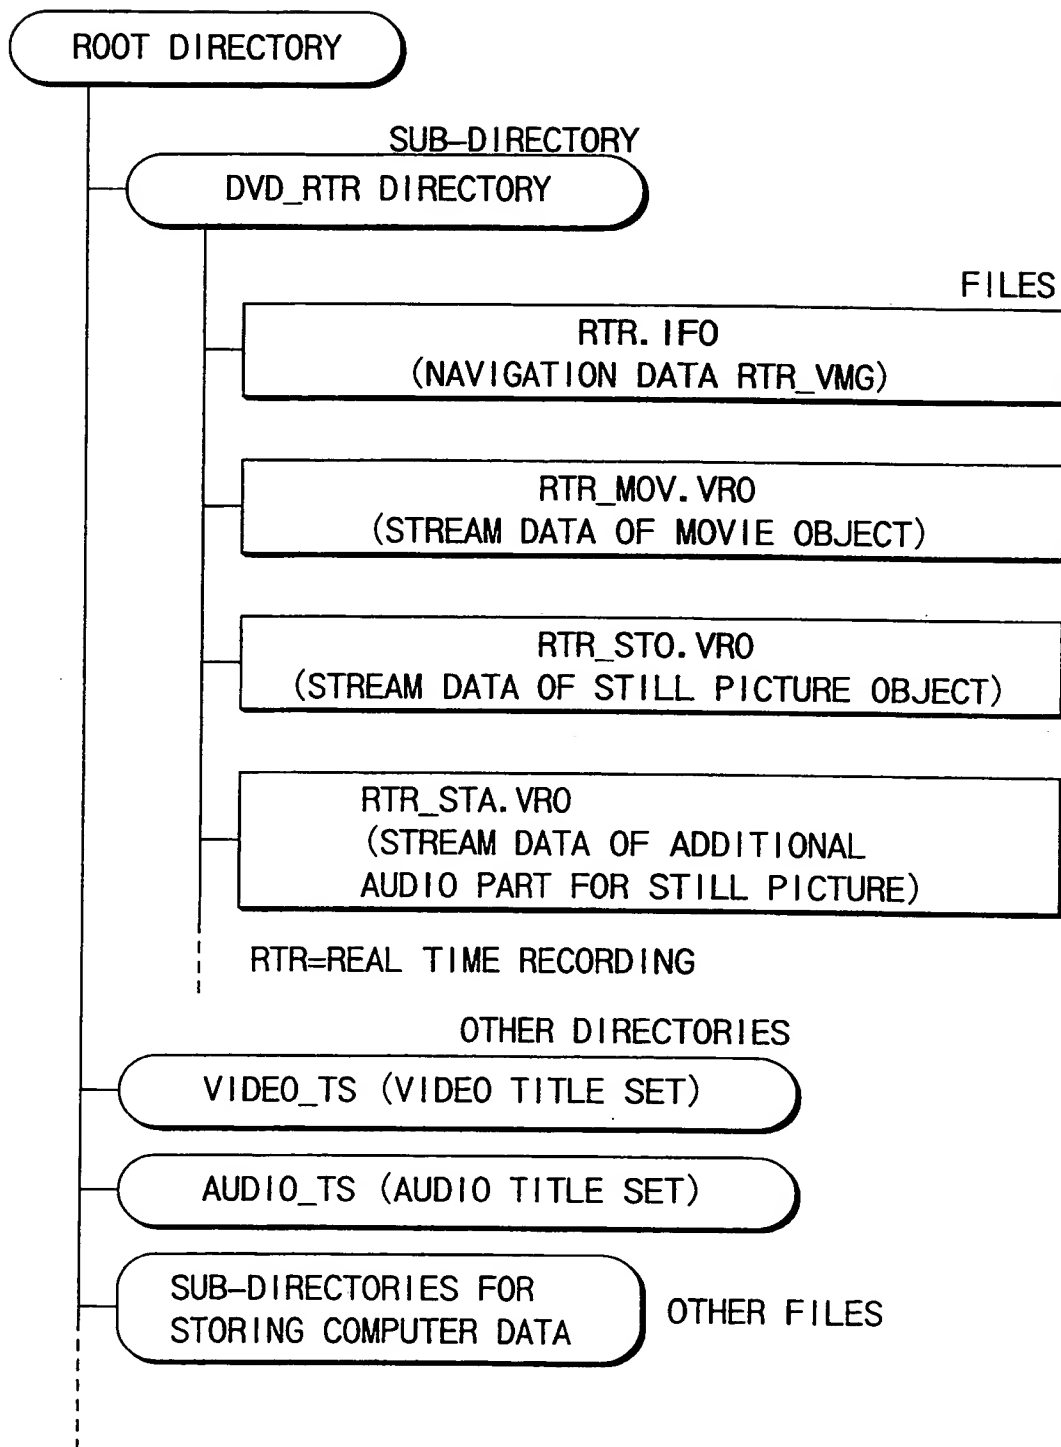 ROOT DIRECTORY
SUB-DIRECTORY
DVD_RTR DIRECTORY
FILES
RTR.IFO
(NAVIGATION DATA RTR_VMG)
RTR_MOV.VRO
(STREAM DATA OF MOVIE OBJECT)
RTR_STO.VRO
(STREAM DATA OF STILL PICTURE OBJECT)
RTR_STA.VRO
(STREAM DATA OF ADDITIONAL
AUDIO PART FOR STILL PICTURE)
RTR=REAL TIME RECORDING
OTHER DIRECTORIES
VIDEO_TS (VIDEO TITLE SET)
AUDIO_TS (AUDIO TITLE SET)
SUB-DIRECTORIES FOR
STORING COMPUTER DATA
OTHER FILES